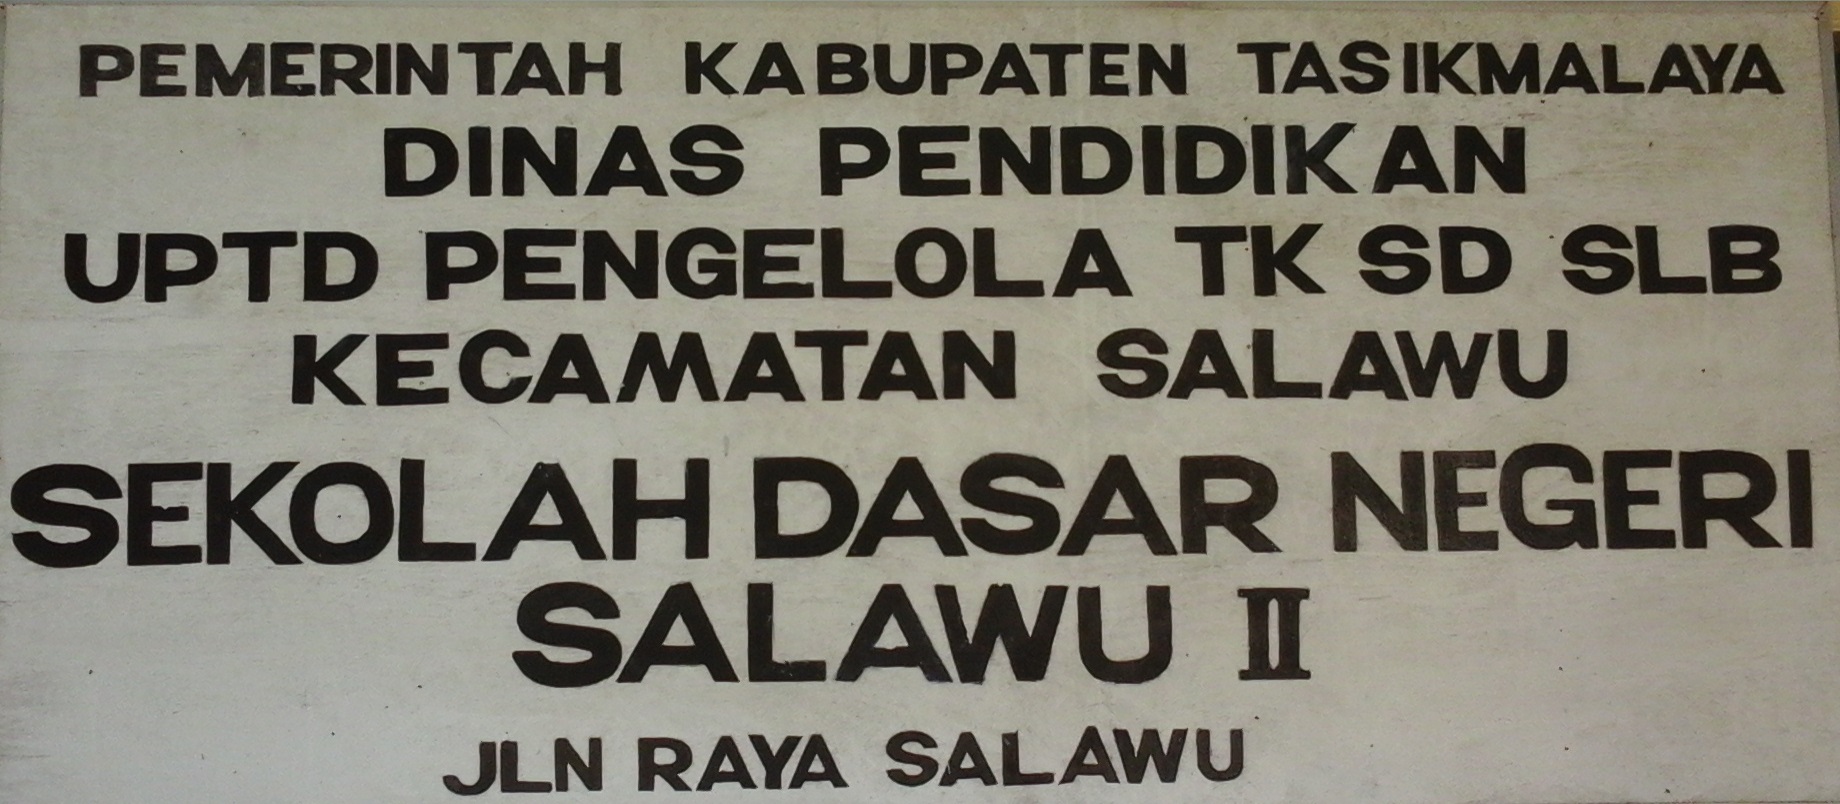 PEMERINTAH KABUPATEN TASIKMALAYA
DINAS PENDIDIKAN
UPTD PENGELOLA TK SD SLB
KECAMATAN SALAWU
SEKOLAH DASAR NEGERI
SALAWU II
JLN RAYA SALAWU